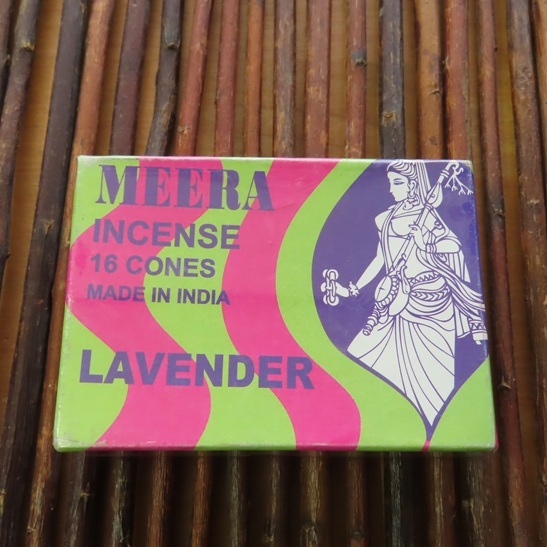 MEERA
INCENSE
16 CONES
MADE IN INDIA
LAVENDER